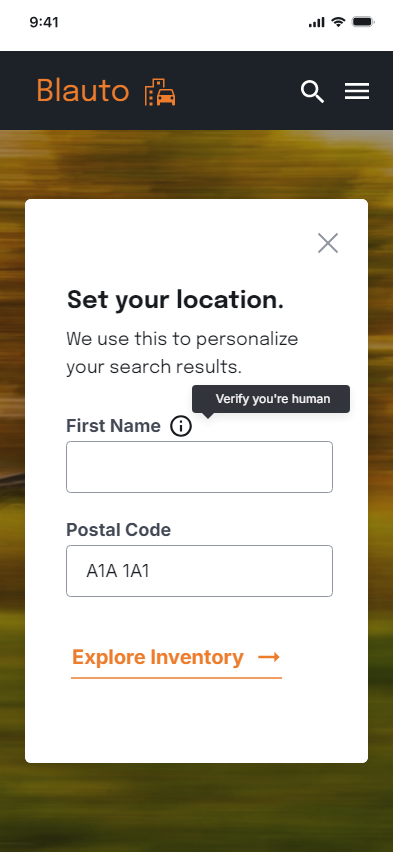 9:41
Blauto
Set your location.
We use this to personalize
your search results.
Verify you're human
First Name
Postal Code
A1A 1A1
Explore Inventory